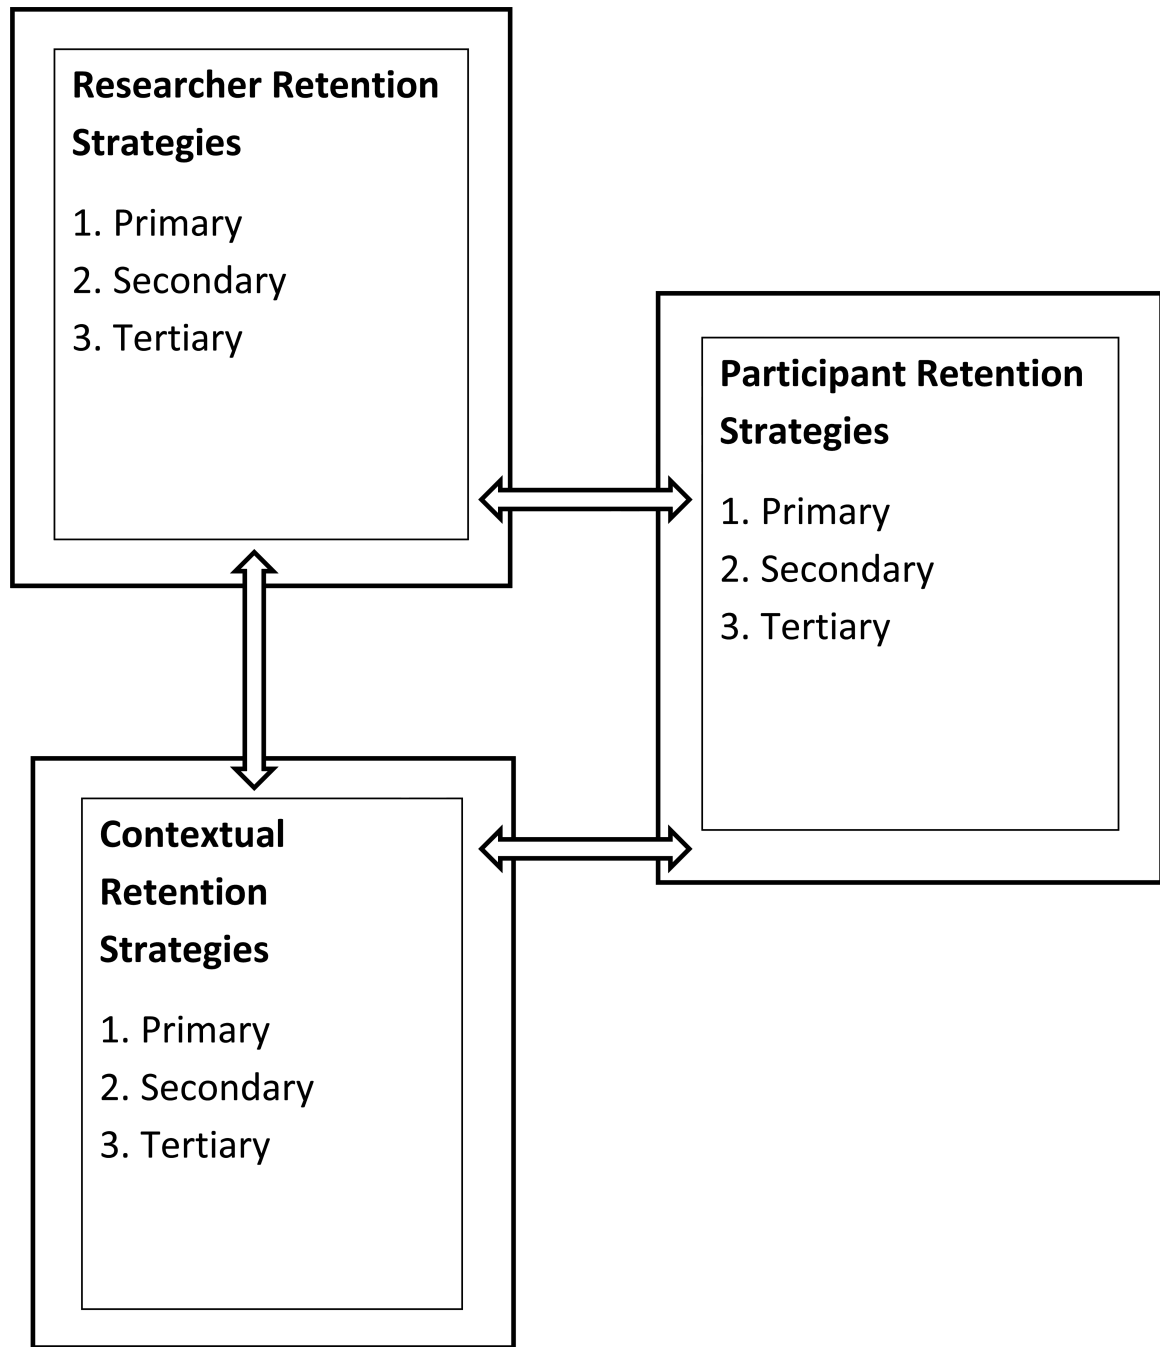 Researcher Retention
Strategies
1. Primary
2. Secondary
3. Tertiary
Participant Retention
Strategies
1. Primary
2. Secondary
3. Tertiary
Contextual
Retention
Strategies
1. Primary
2. Secondary
3. Tertiary